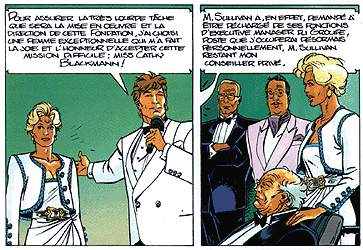 POUR ASSURER LA TRÈS LOURDE TÂCHE
QUE SERA LA MISE EN ŒUVRE ET LA
DIRECTION DE CETTE FONDATION, J'AI CHOISI
UNE FEMME EXCEPTIONNELLE QUI M'A FAIT
LA JOIE ET L'HONNEUR D'ACCEPTER CETTE
MISSION DIFFICILE : MISS CATHY
BLACKMANN !
M. SULLIVAN A, EN EFFET, DEMANDÉ À
ÊTRE DÉCHARGÉ DE SES FONCTIONS
D'EXECUTIVE MANAGER DU GROUPE,
POSTE QUE J'OCCUPERAI DÉSORMAIS
PERSONNELLEMENT, M. SULLIVAN
RESTANT MON
CONSEILLER PRIVÉ.